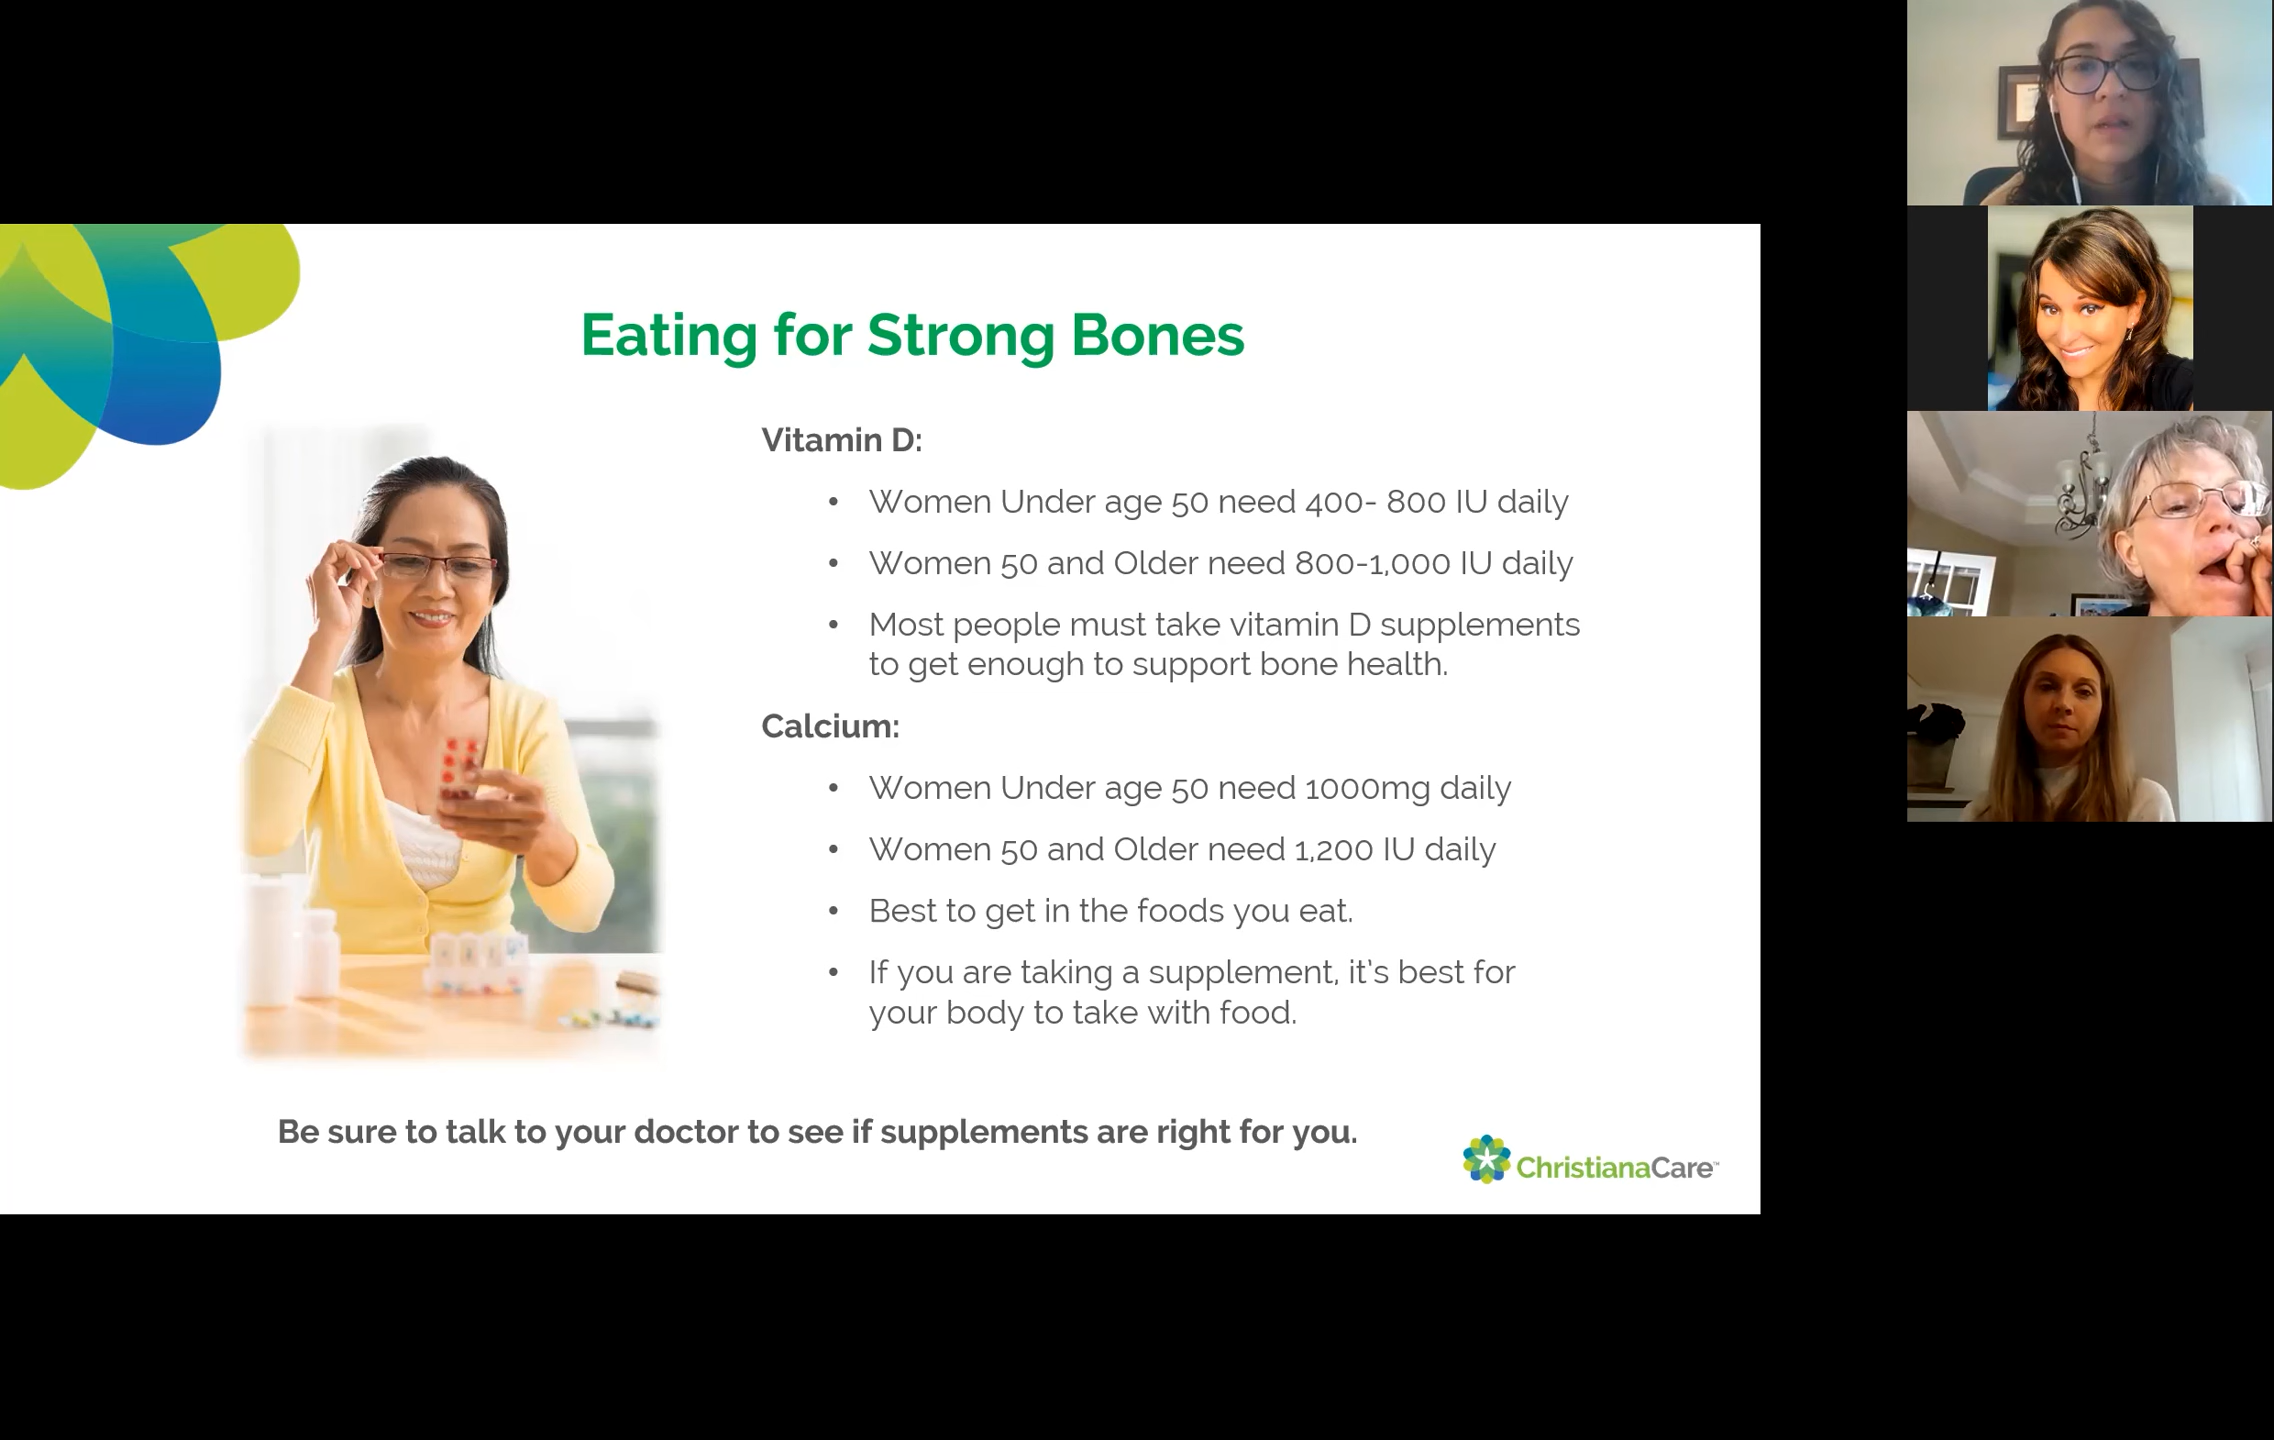 Eating for Strong Bones
Vitamin D:
• Women Under age 50 need 400- 800 IU daily
• Women 50 and Older need 800-1,000 IU daily
• Most people must take vitamin D supplements
to get enough to support bone health.
Calcium:
• Women Under age 50 need 1000mg daily
• Women 50 and Older need 1,200 IU daily
• Best to get in the foods you eat.
• If you are taking a supplement, it's best for
your body to take with food.
Be sure to talk to your doctor to see if supplements are right for you.
ChristianaCare™